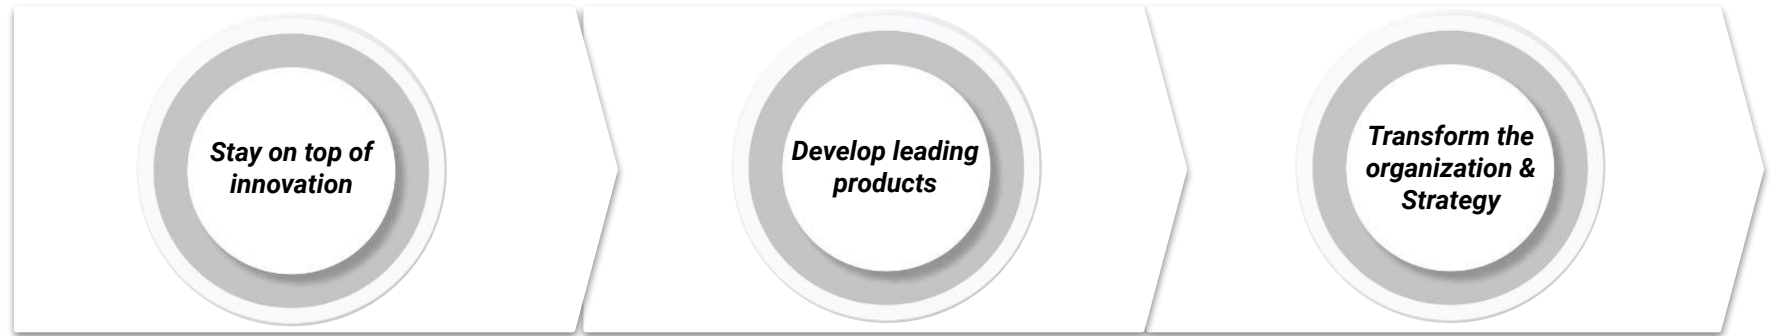 Stay on top of
innovation
Develop leading
products
Transform the
organization &
Strategy